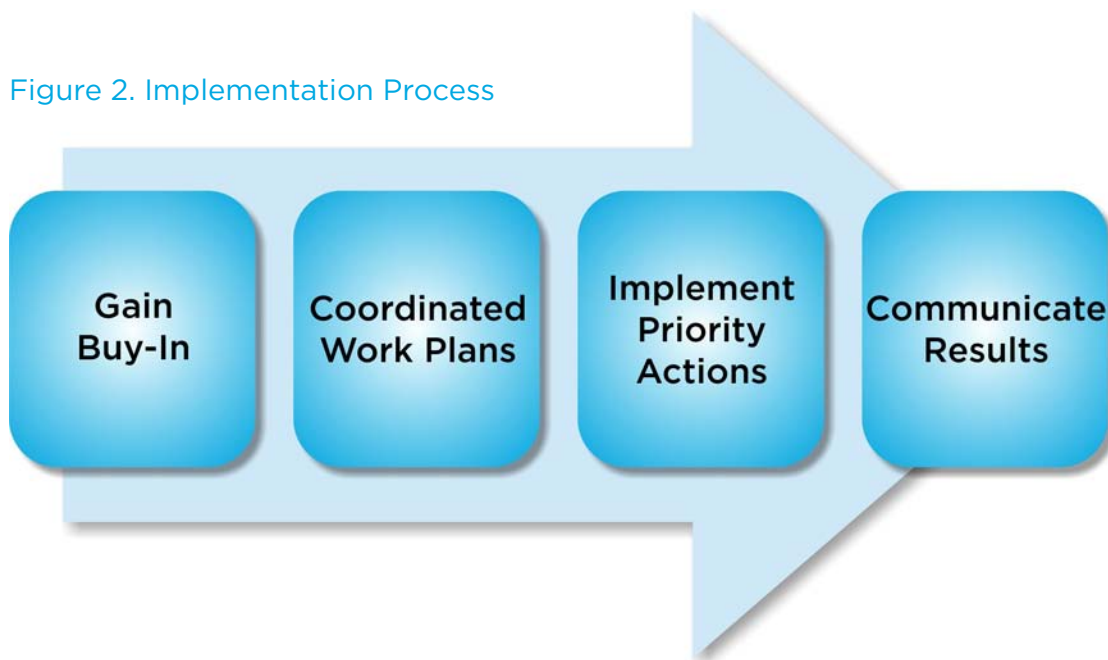 Figure 2. Implementation Process
Gain
Buy-In
Coordinated
Work Plans
Implement
Priority
Actions
Communicate
Results